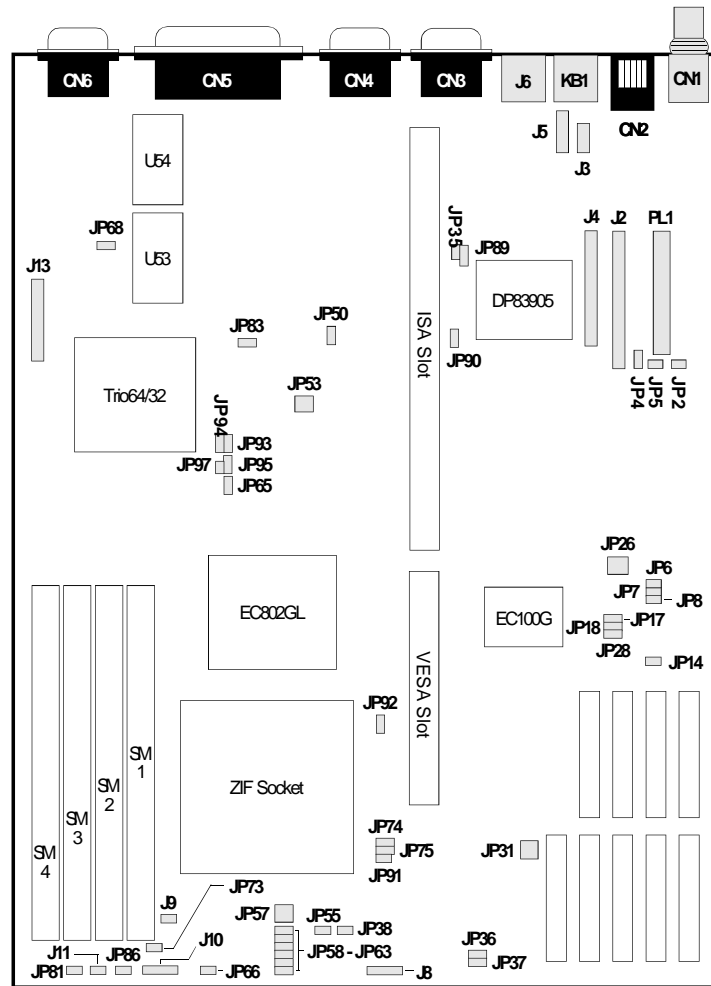 CN6
CN5
CN4
CN3
J6
KB1
CN2
CN1
J5
J3
U54
JP68
U53
J13
JP35
JP89
J4
J2
PL1
DP83905
ISA Slot
JP83
JP50
JP90
JP53
Trio64/32
JP4
JP5
JP2
JP94
JP93
JP97
JP95
JP65
JP26
JP6
JP7
JP8
EC802GL
EC100G
JP17
JP18
JP28
JP14
VESA Slot
JP92
SM 1
SM 2
SM 3
SM 4
ZIF Socket
JP74
JP75
JP91
JP31
JP73
J9
JP57
JP55
JP38
J11
JP86
J10
JP58 - JP63
JP36
JP37
JP81
JP66
J8